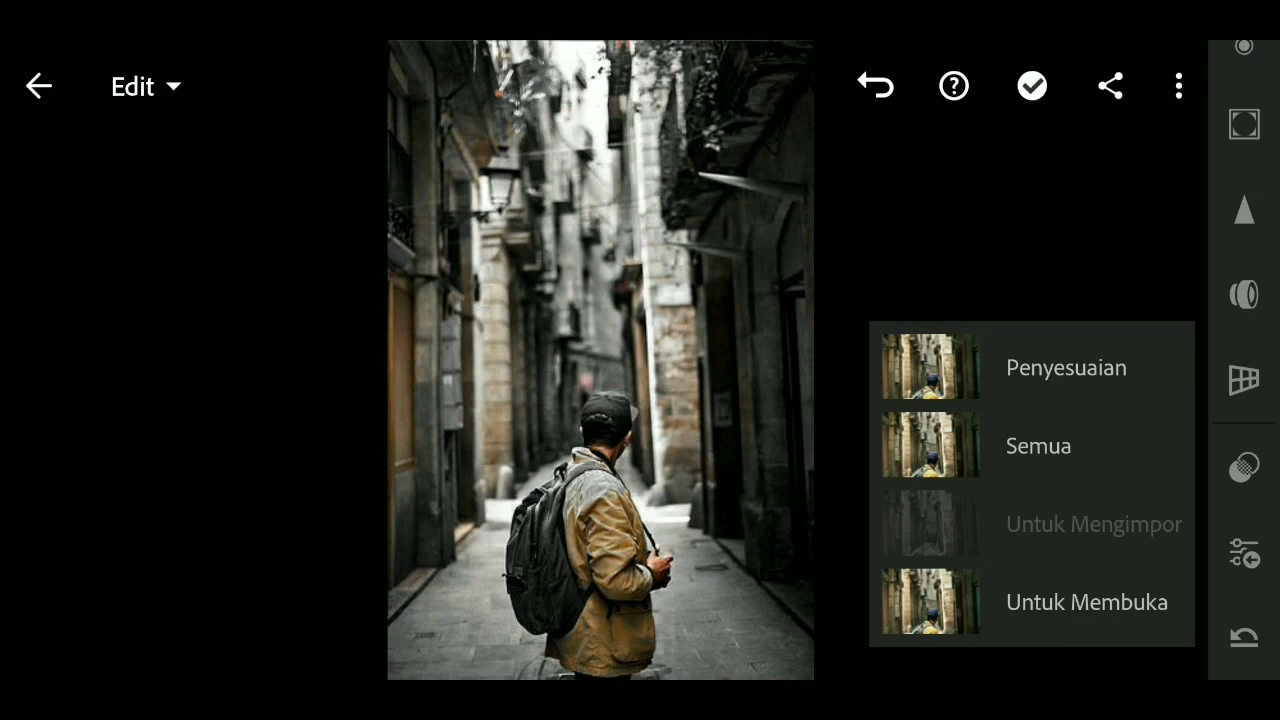 Edit
Penyesuaian
Semua
Untuk Mengimpor
Untuk Membuka